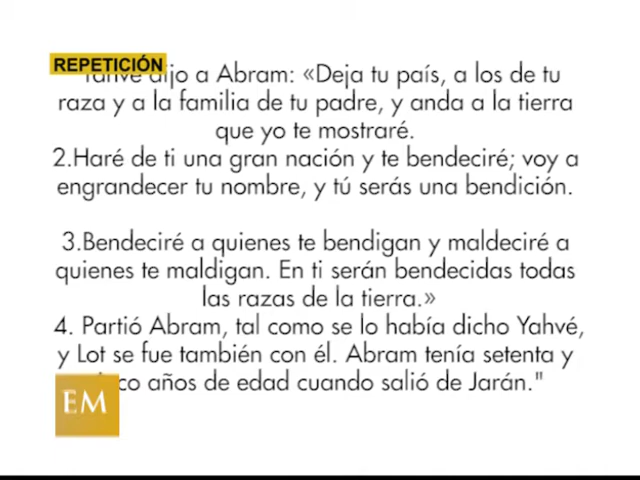 REPETICIÓN
dijo a Abram: «Deja tu país, a los de tu
raza y a la familia de tu padre, y anda a la tierra
que yo te mostraré.
2.Haré de ti una gran nación y te bendeciré; voy a
engrandecer tu nombre, y tú serás una bendición.
3.Bendeciré a quienes te bendigan y maldeciré a
quienes te maldigan. En ti serán bendecidas todas
las razas de la tierra.»
4. Partió Abram, tal como se lo había dicho Yahvé,
y Lot se fue también con él. Abram tenía setenta y
años de edad cuando salió de Jarán."
EM